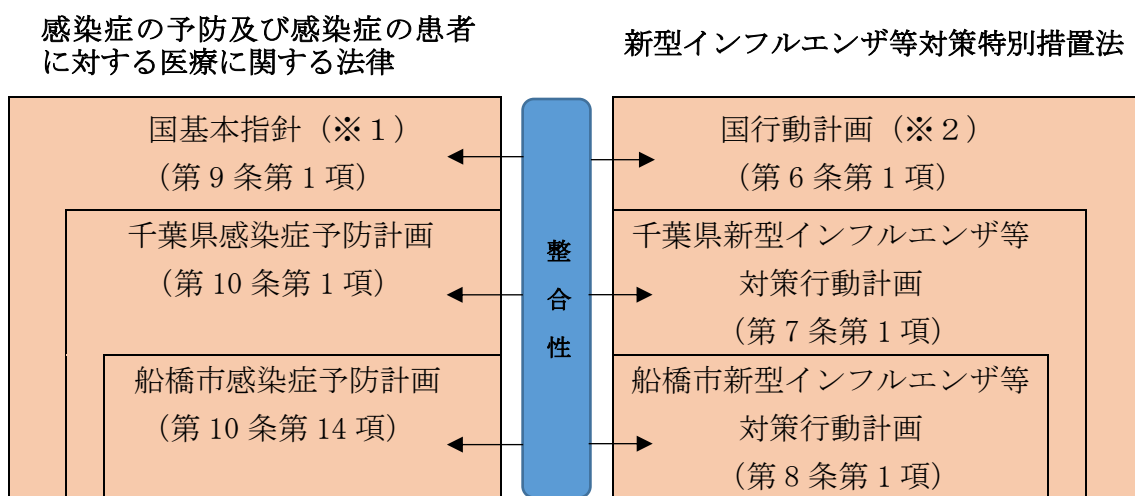 感染症の予防及び感染症の患者
に対する医療に関する法律
国基本指針（※１）
（第 9 条第 1 項）
千葉県感染症予防計画
（第 10 条第 1 項）
船橋市感染症予防計画
（第 10 条第 14 項）
整
合
性
新型インフルエンザ等対策特別措置法
国行動計画（※２）
（第 6 条第 1 項）
千葉県新型インフルエンザ等
対策行動計画
（第 7 条第 1 項）
船橋市新型インフルエンザ等
対策行動計画
（第 8 条第 1 項）